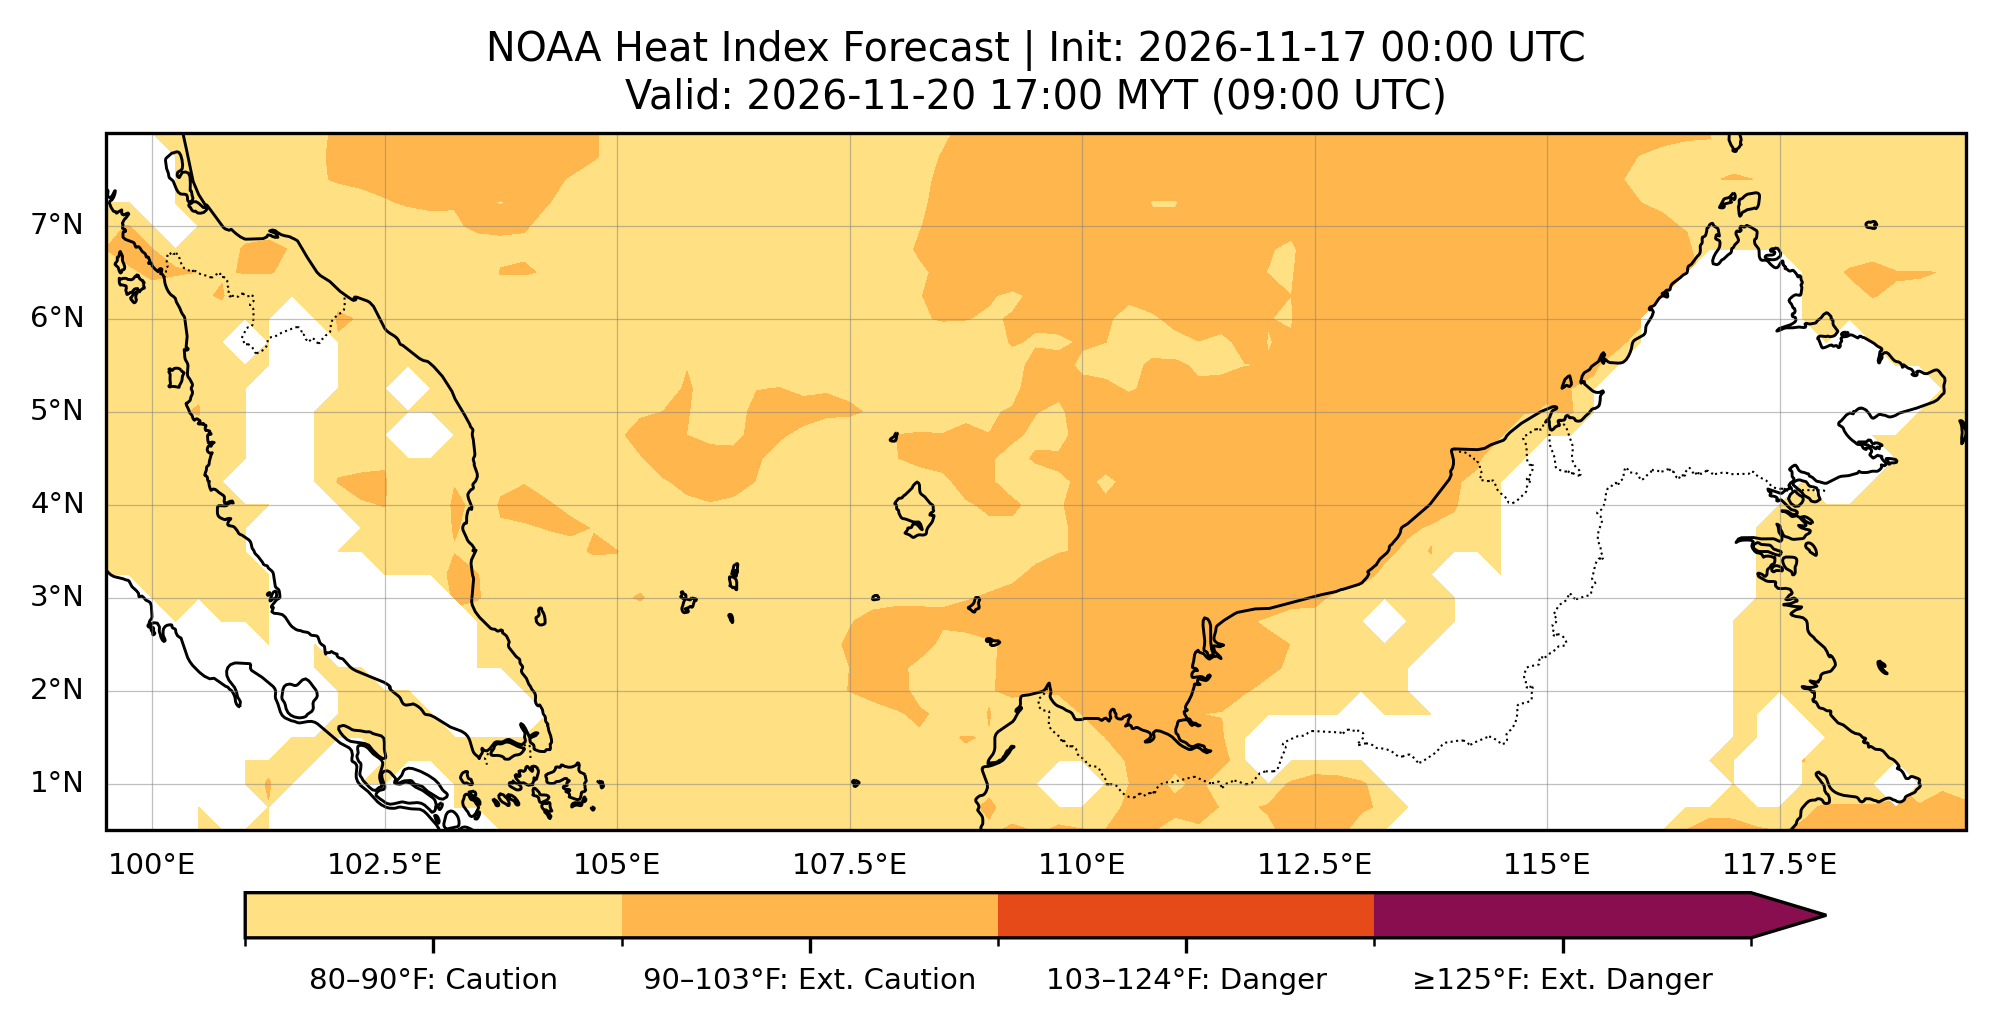 NOAA Heat Index Forecast | Init: 2026-11-17 00:00 UTC
Valid: 2026-11-20 17:00 MYT (09:00 UTC)
7°N
6°N
5°N
4°N
3°N
2°N
1°N
100°E 102.5°E 105°E 107.5°E 110°E 112.5°E 115°E 117.5°E
80–90°F: Caution 90–103°F: Ext. Caution 103–124°F: Danger ≥125°F: Ext. Danger